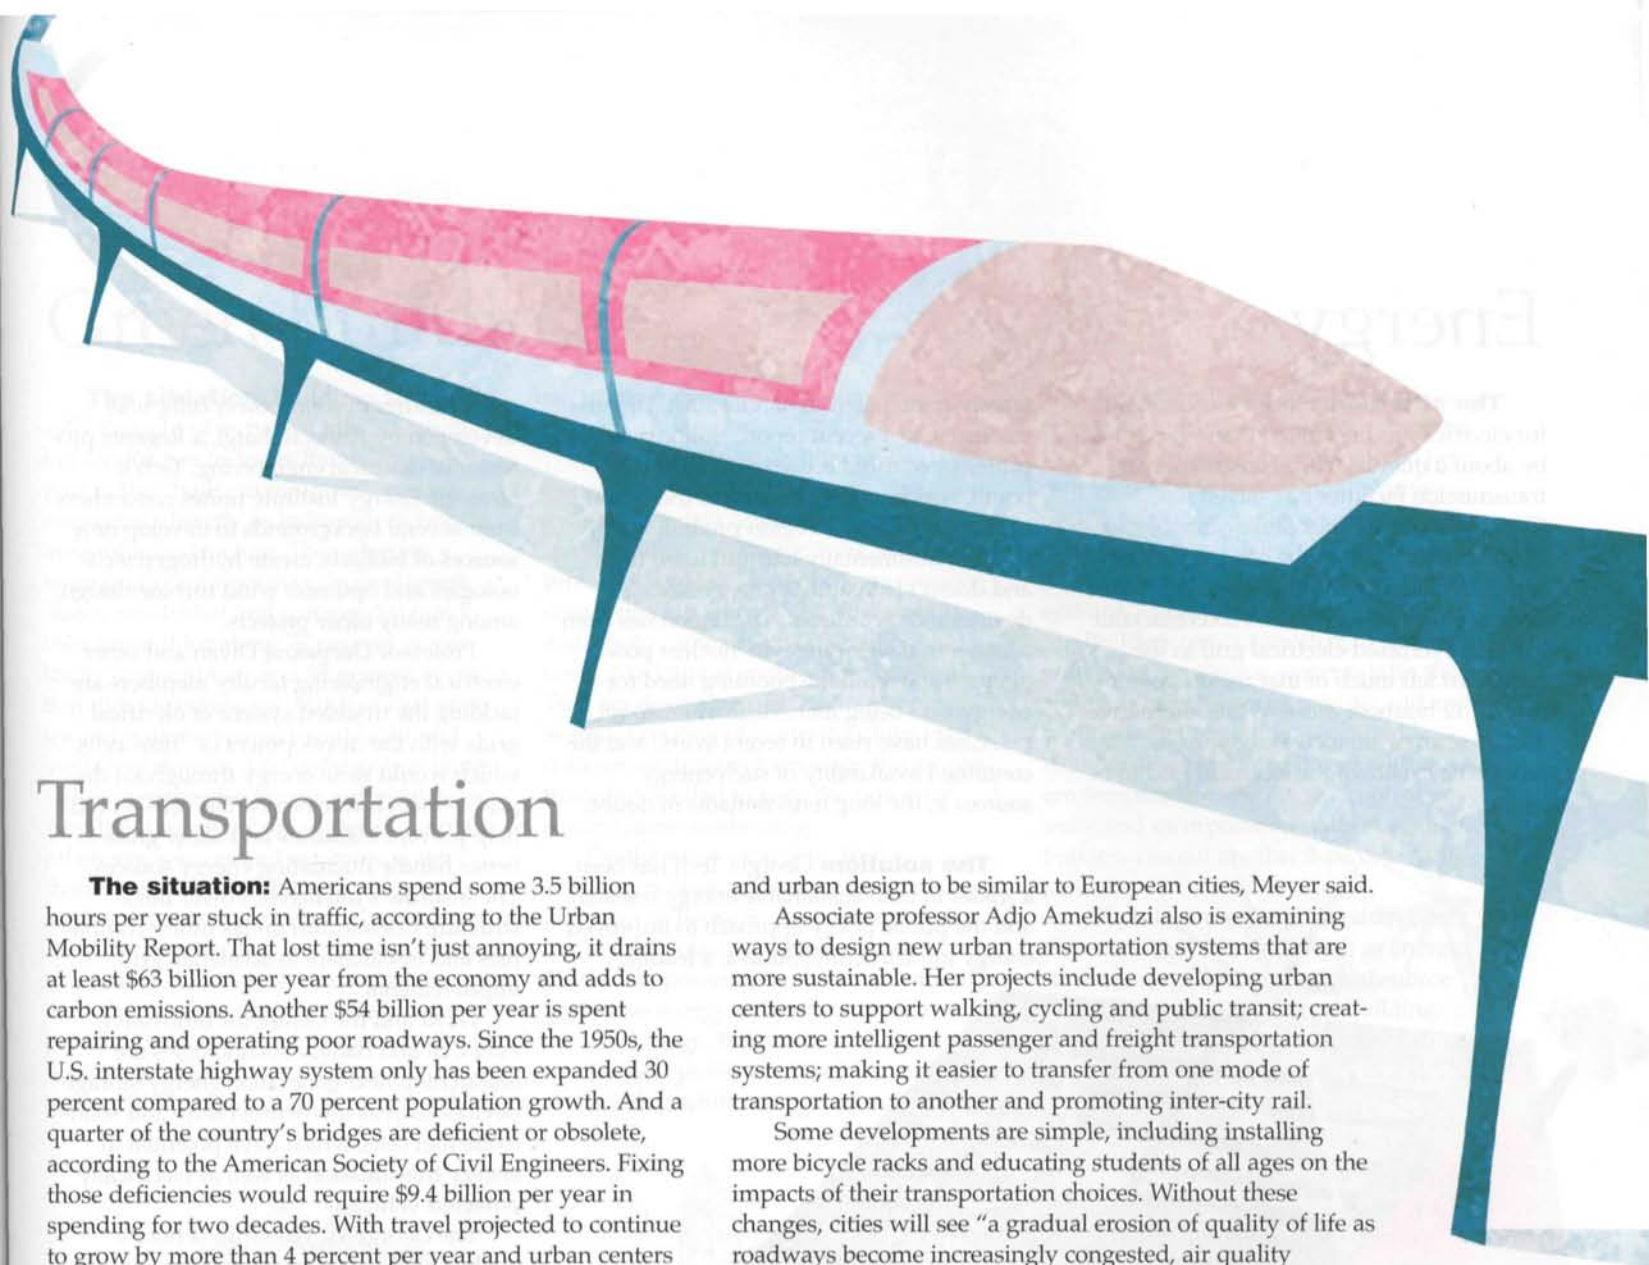 Transportation
The situation: Americans spend some 3.5 billion
hours per year stuck in traffic, according to the Urban
Mobility Report. That lost time isn't just annoying, it drains
at least $63 billion per year from the economy and adds to
carbon emissions. Another $54 billion per year is spent
repairing and operating poor roadways. Since the 1950s, the
U.S. interstate highway system only has been expanded 30
percent compared to a 70 percent population growth. And a
quarter of the country's bridges are deficient or obsolete,
according to the American Society of Civil Engineers. Fixing
those deficiencies would require $9.4 billion per year in
spending for two decades. With travel projected to continue
to grow by more than 4 percent per year and urban centers
and urban design to be similar to European cities, Meyer said.
Associate professor Adjo Amekudzi also is examining
ways to design new urban transportation systems that are
more sustainable. Her projects include developing urban
centers to support walking, cycling and public transit; creat-
ing more intelligent passenger and freight transportation
systems; making it easier to transfer from one mode of
transportation to another and promoting inter-city rail.
Some developments are simple, including installing
more bicycle racks and educating students of all ages on the
impacts of their transportation choices. Without these
changes, cities will see "a gradual erosion of quality of life as
roadways become increasingly congested, air quality